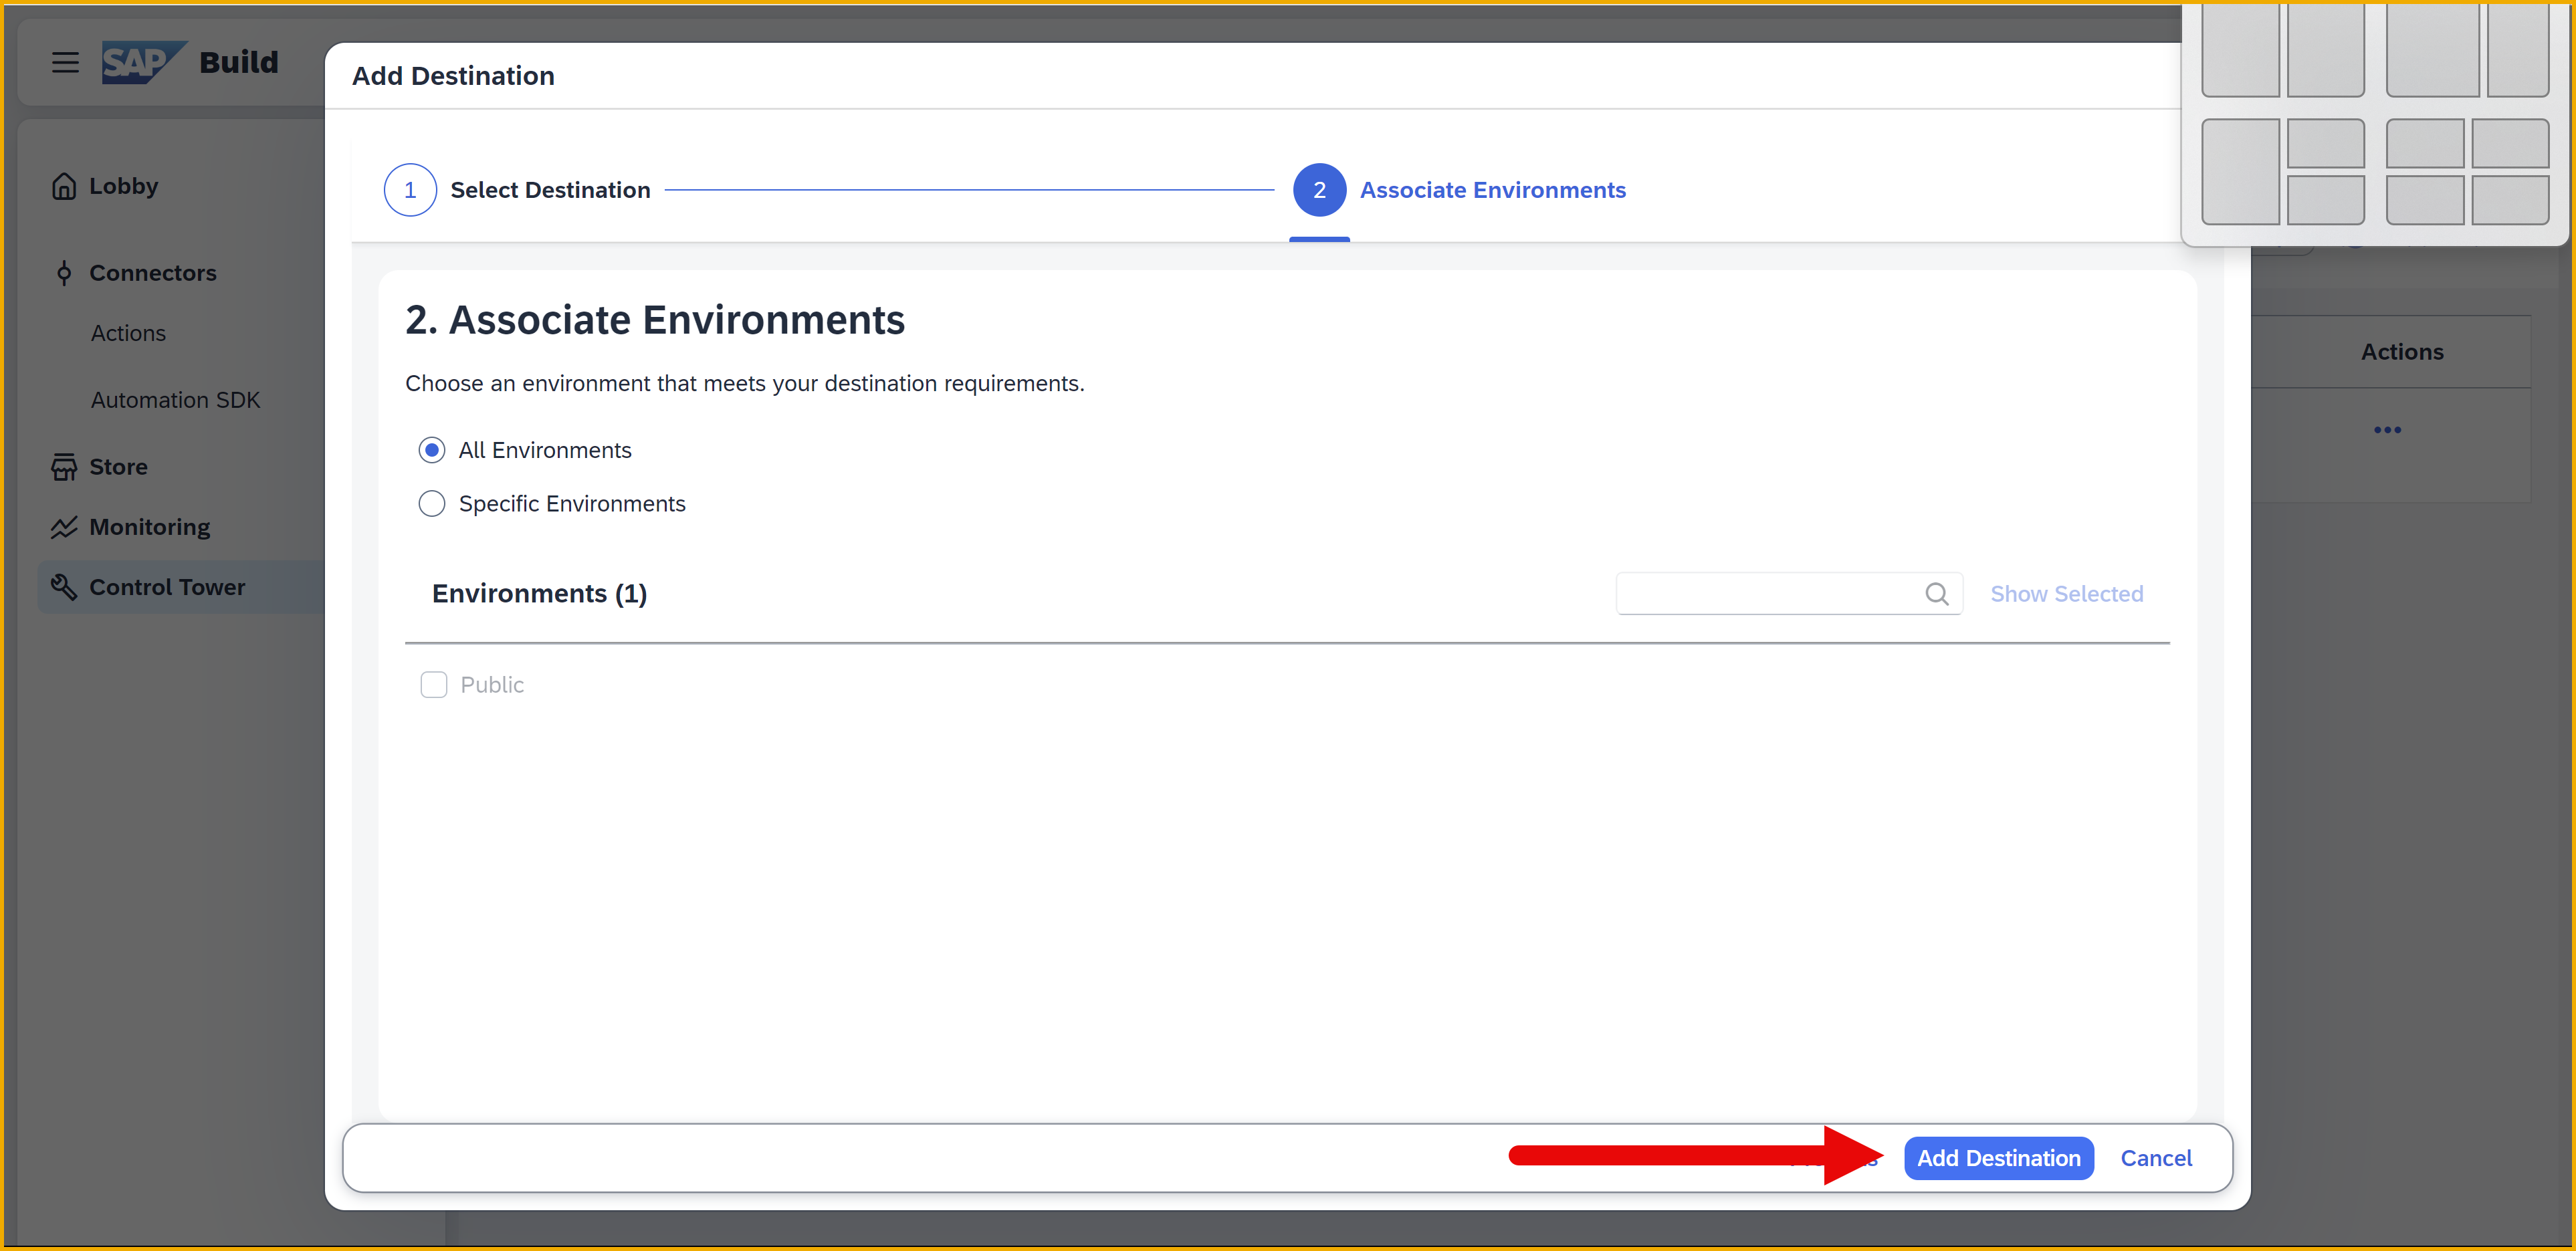 SAP Build
Lobby
Connectors
Actions
Automation SDK
Store
Monitoring
Control Tower
Add Destination
1 Select Destination
2 Associate Environments
2. Associate Environments
Choose an environment that meets your destination requirements.
All Environments
Specific Environments
Environments (1)
Show Selected
Public
Add Destination
Cancel
Actions